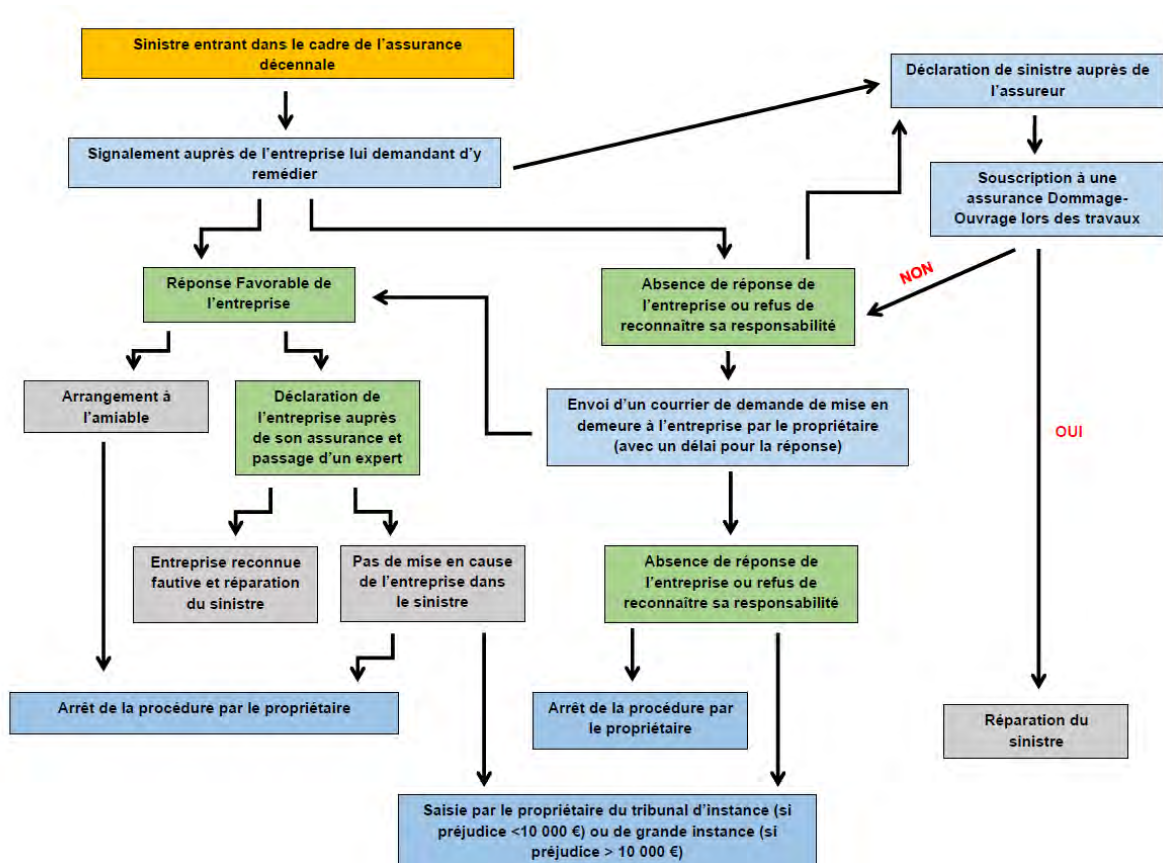 Sinistre entrant dans le cadre de l'assurance
décennale
Déclaration de sinistre auprès de
l'assureur
Signalement auprès de l'entreprise lui demandant d'y
remédier
Souscription à une
assurance Dommage-
Ouvrage lors des travaux
NON
Réponse Favorable de
l'entreprise
Absence de réponse de
l'entreprise ou refus de
reconnaître sa responsabilité
Arrangement à
l'amiable
Déclaration de
l'entreprise auprès
de son assurance et
passage d'un expert
Envoi d'un courrier de demande de mise en
demeure à l'entreprise par le propriétaire
(avec un délai pour la réponse)
OUI
Entreprise reconnue
fautive et réparation
du sinistre
Pas de mise en cause
de l'entreprise dans
le sinistre
Absence de réponse de
l'entreprise ou refus de
reconnaître sa responsabilité
Arrêt de la procédure par le propriétaire
Arrêt de la procédure par
le propriétaire
Réparation du
sinistre
Saisie par le propriétaire du tribunal d'instance (si
préjudice <10 000 €) ou de grande instance (si
préjudice > 10 000 €)